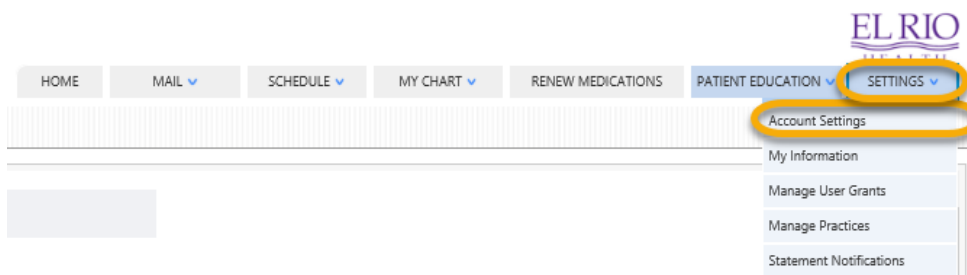 EL RIO
HEALTH
HOME MAIL SCHEDULE MY CHART RENEW MEDICATIONS PATIENT EDUCATION SETTINGS
Account Settings
My Information
Manage User Grants
Manage Practices
Statement Notifications